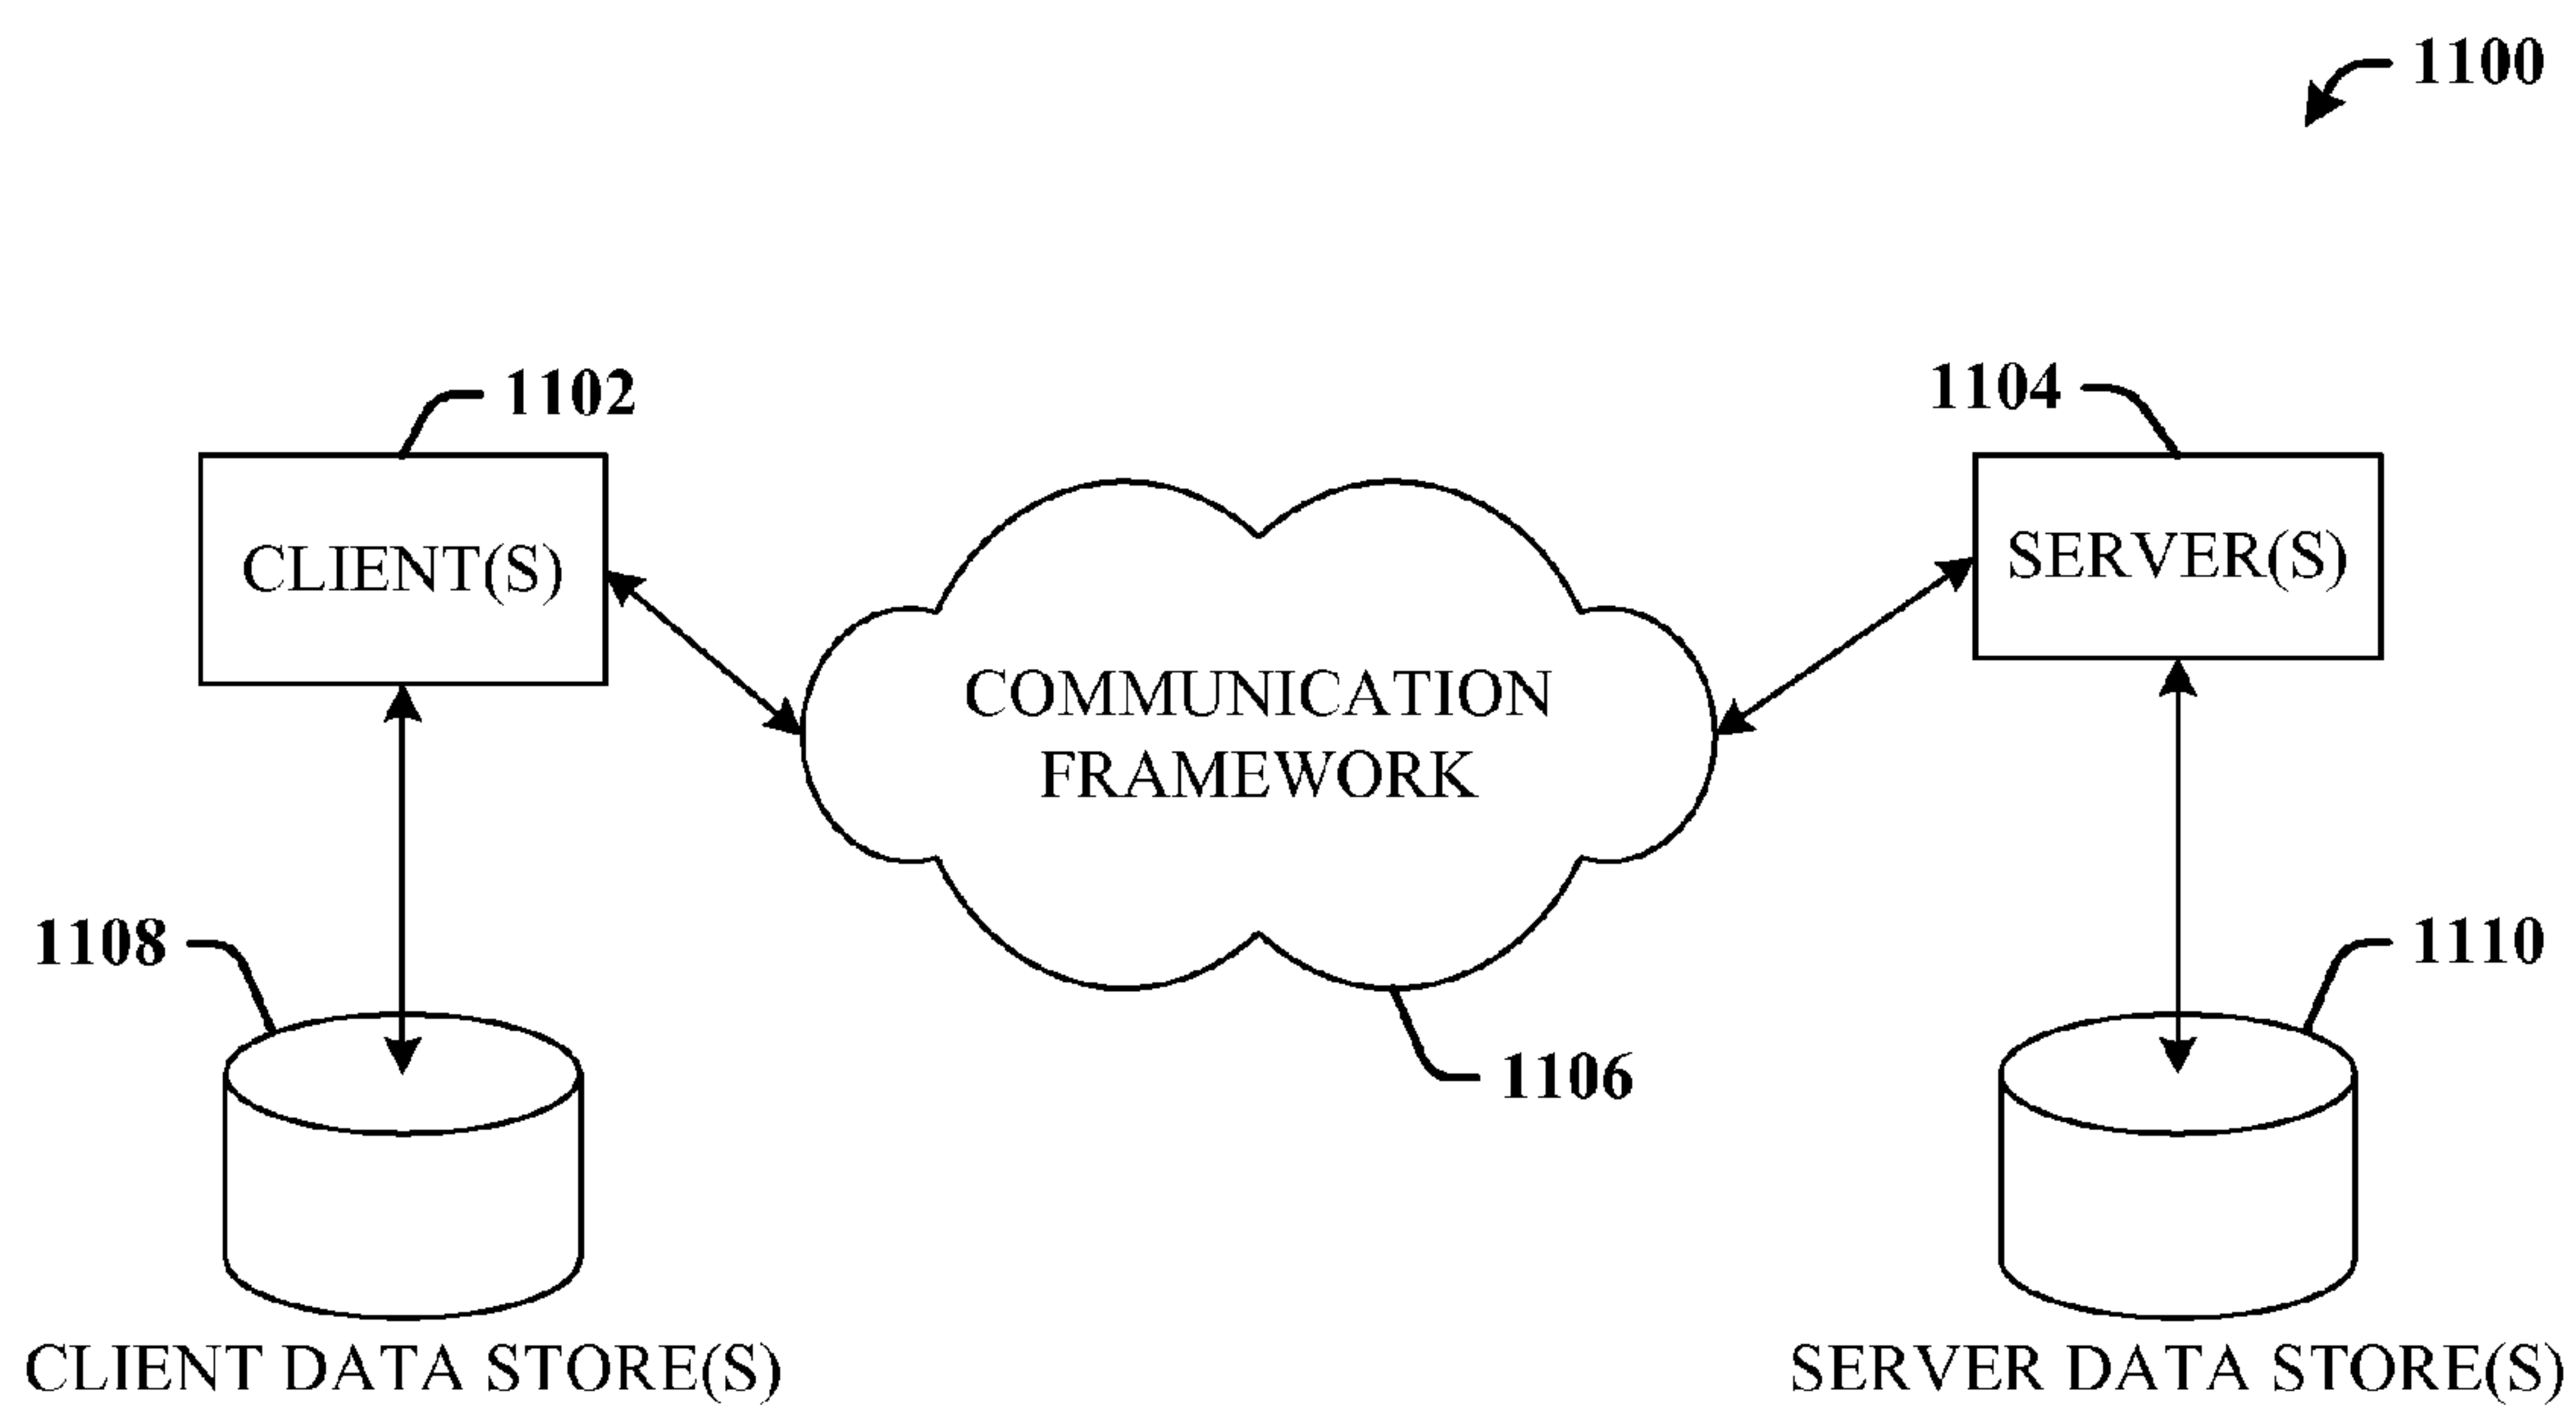 1100
1102
1104
CLIENT(S)
SERVER(S)
COMMUNICATION
FRAMEWORK
1108
1110
1106
CLIENT DATA STORE(S)
SERVER DATA STORE(S)